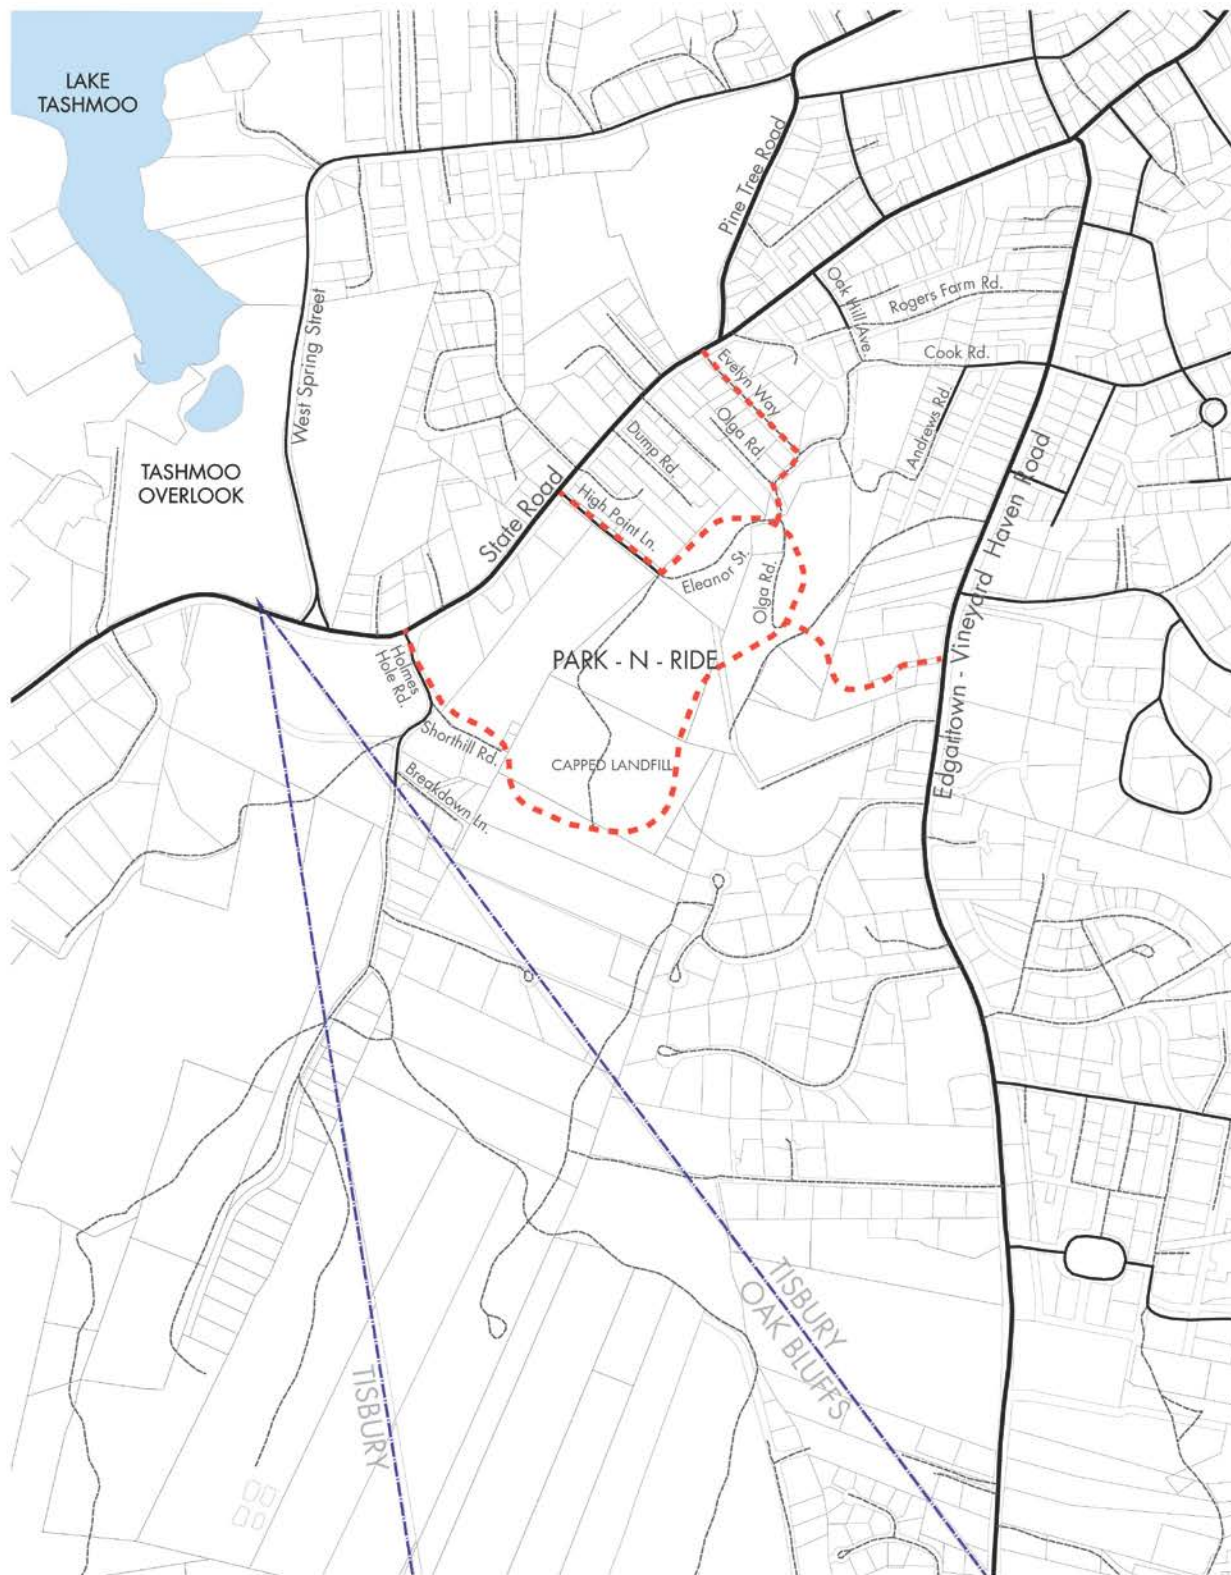 LAKE
TASHMOO
Pine Tree Road
West Spring Street
Oak Hill Ave.
Rogers Farm Rd.
Cook Rd.
Evelyn Way
Olga Rd.
Andrews Rd.
Dump Rd.
TASHMOO
OVERLOOK
State Road
High Point Ln.
Eleanor St.
Olga Rd.
Edgartown - Vineyard Haven Road
PARK - N - RIDE
Holmes
Hole Rd.
Shorthill Rd.
CAPPED LANDFILL
Breakdown Ln.
TISBURY
OAK BLUFFS
TISBURY